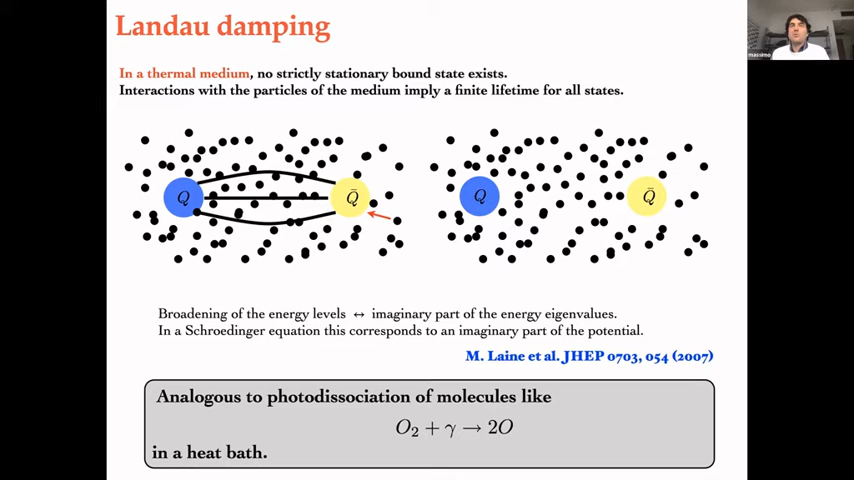 Landau damping
massimo
In a thermal medium, no strictly stationary bound state exists.
Interactions with the particles of the medium imply a finite lifetime for all states.
Q Q̄ Q Q̄
Broadening of the energy levels ↔ imaginary part of the energy eigenvalues.
In a Schroedinger equation this corresponds to an imaginary part of the potential.
M. Laine et al. JHEP 0703, 054 (2007)
Analogous to photodissociation of molecules like
O₂ + γ → 2O
in a heat bath.